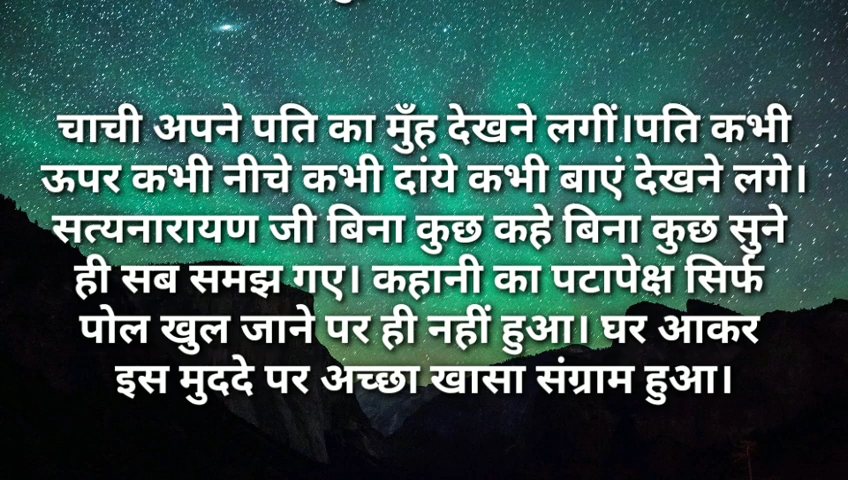 चाची अपने पति का मुँह देखने लगीं।पति कभी
ऊपर कभी नीचे कभी दांये कभी बाएं देखने लगे।
सत्यनारायण जी बिना कुछ कहे बिना कुछ सुने
ही सब समझ गए। कहानी का पटापेक्ष सिर्फ
पोल खुल जाने पर ही नहीं हुआ। घर आकर
इस मुददे पर अच्छा खासा संग्राम हुआ।